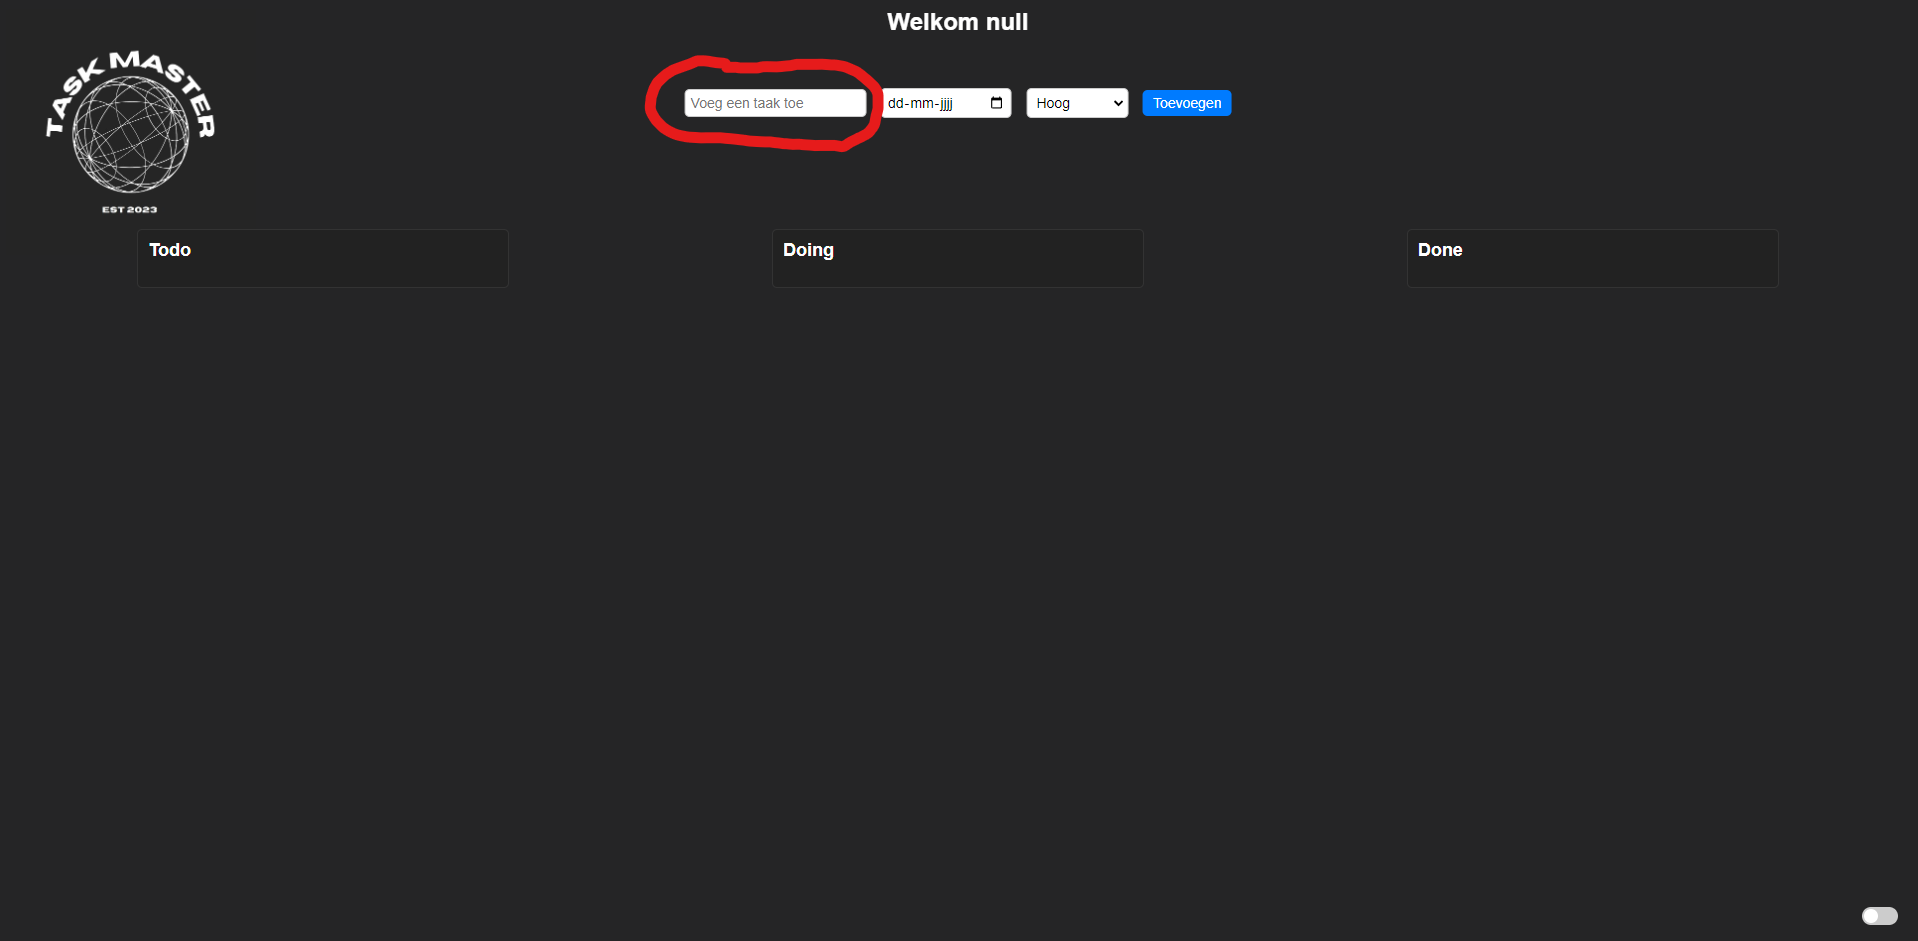 Welkom null
TASK MASTER
EST 2023
Voeg een taak toe
dd-mm-jjjj
Hoog
Toevoegen
Todo
Doing
Done